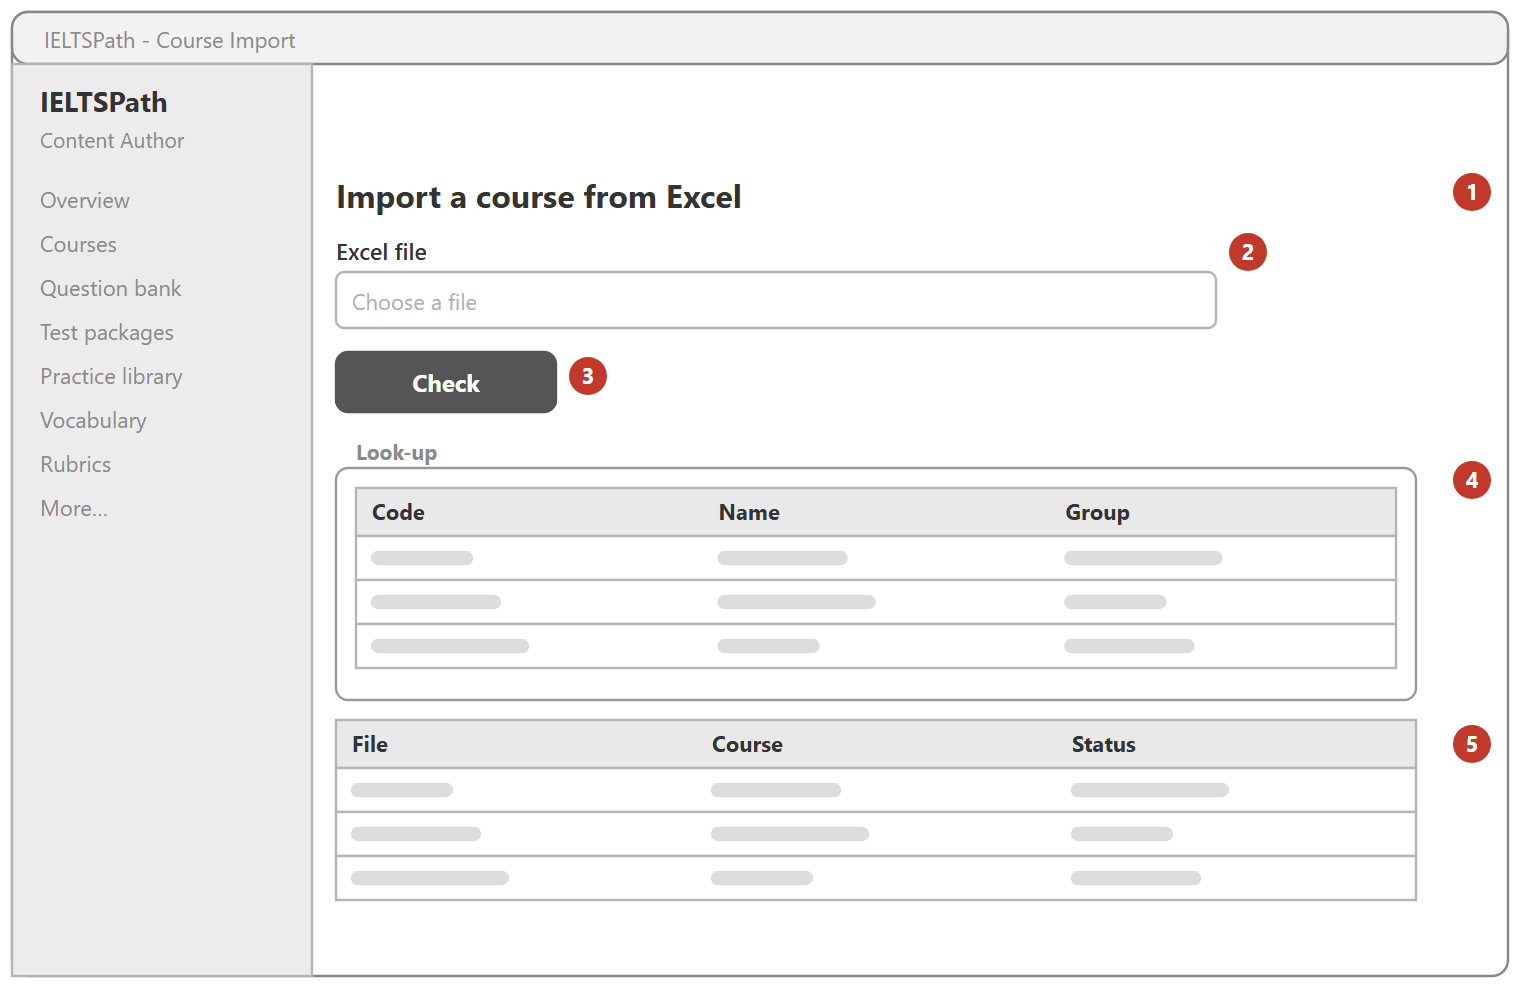 IELTSPath - Course Import
IELTSPath
Content Author
Overview
Courses
Question bank
Test packages
Practice library
Vocabulary
Rubrics
More...
Import a course from Excel
1
Excel file
2
Choose a file
Check
3
Look-up
4
Code Name Group
File Course Status
5